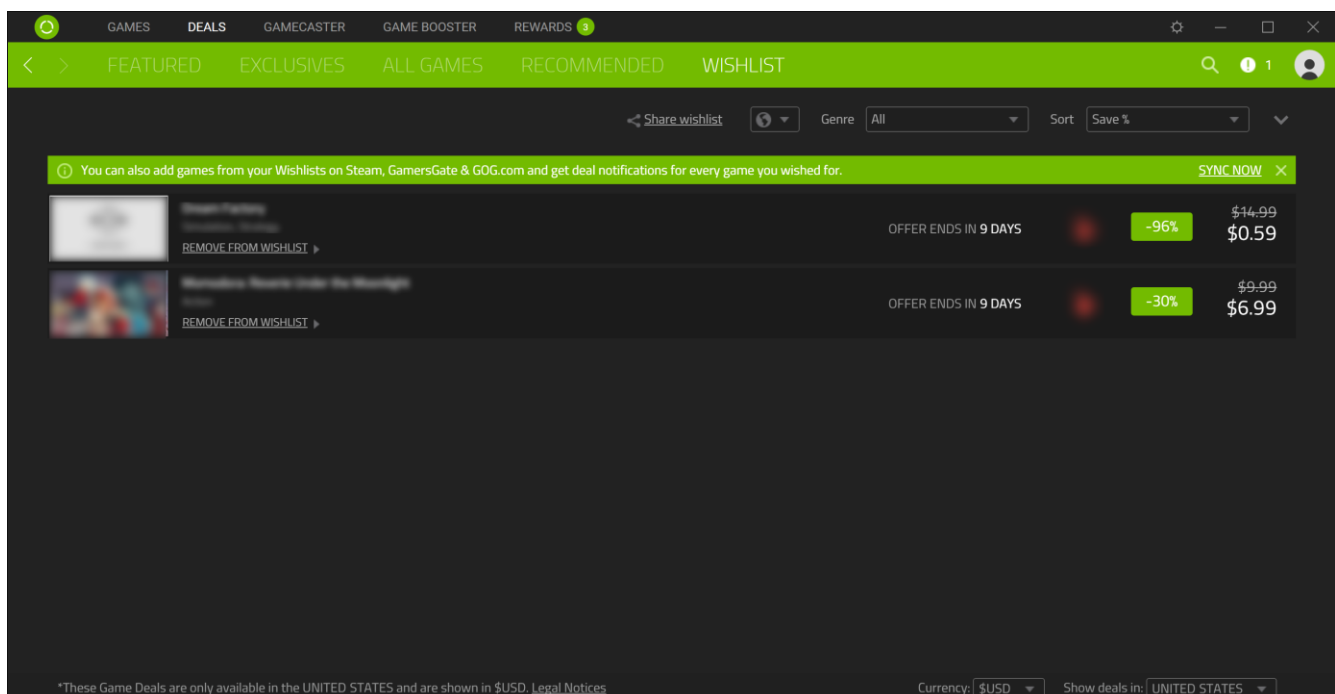 GAMES DEALS GAMECASTER GAME BOOSTER REWARDS 3
FEATURED EXCLUSIVES ALL GAMES RECOMMENDED WISHLIST 1
Share wishlist Genre All Sort Save %
You can also add games from your Wishlists on Steam, GamersGate & GOG.com and get deal notifications for every game you wished for. SYNC NOW
REMOVE FROM WISHLIST
OFFER ENDS IN 9 DAYS
-96%
$14.99
$0.59
REMOVE FROM WISHLIST
OFFER ENDS IN 9 DAYS
-30%
$9.99
$6.99
*These Game Deals are only available in the UNITED STATES and are shown in $USD. Legal Notices Currency: $USD Show deals in: UNITED STATES